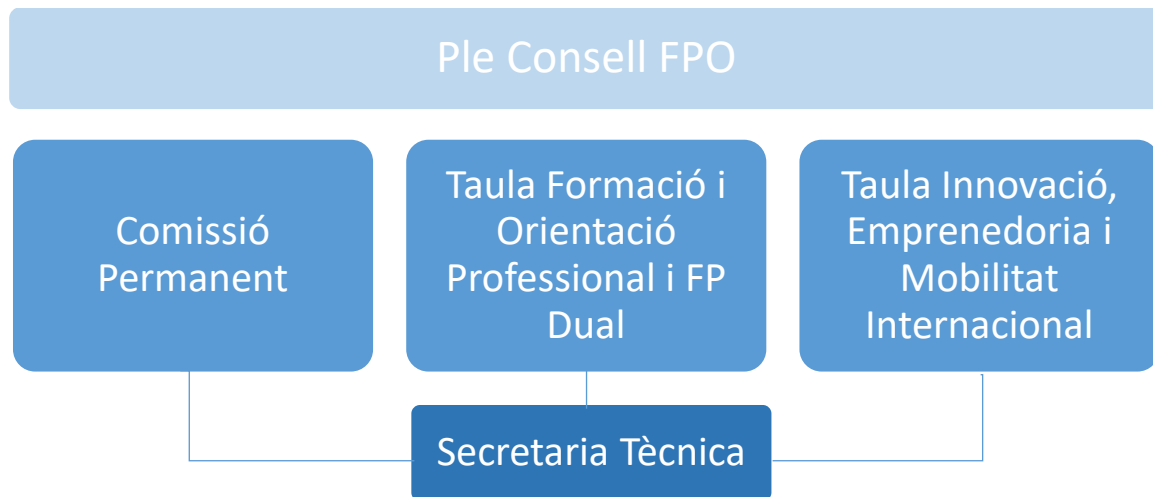 Ple Consell FPO
Comissió
Permanent
Taula Formació i
Orientació
Professional i FP
Dual
Taula Innovació,
Emprenedoria i
Mobilitat
Internacional
Secretaria Tècnica